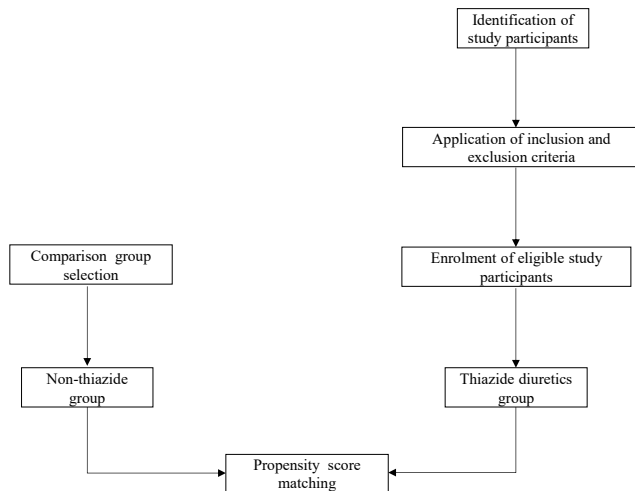 Identification of
study participants
Application of inclusion and
exclusion criteria
Comparison group
selection
Enrolment of eligible study
participants
Non-thiazide
group
Thiazide diuretics
group
Propensity score
matching